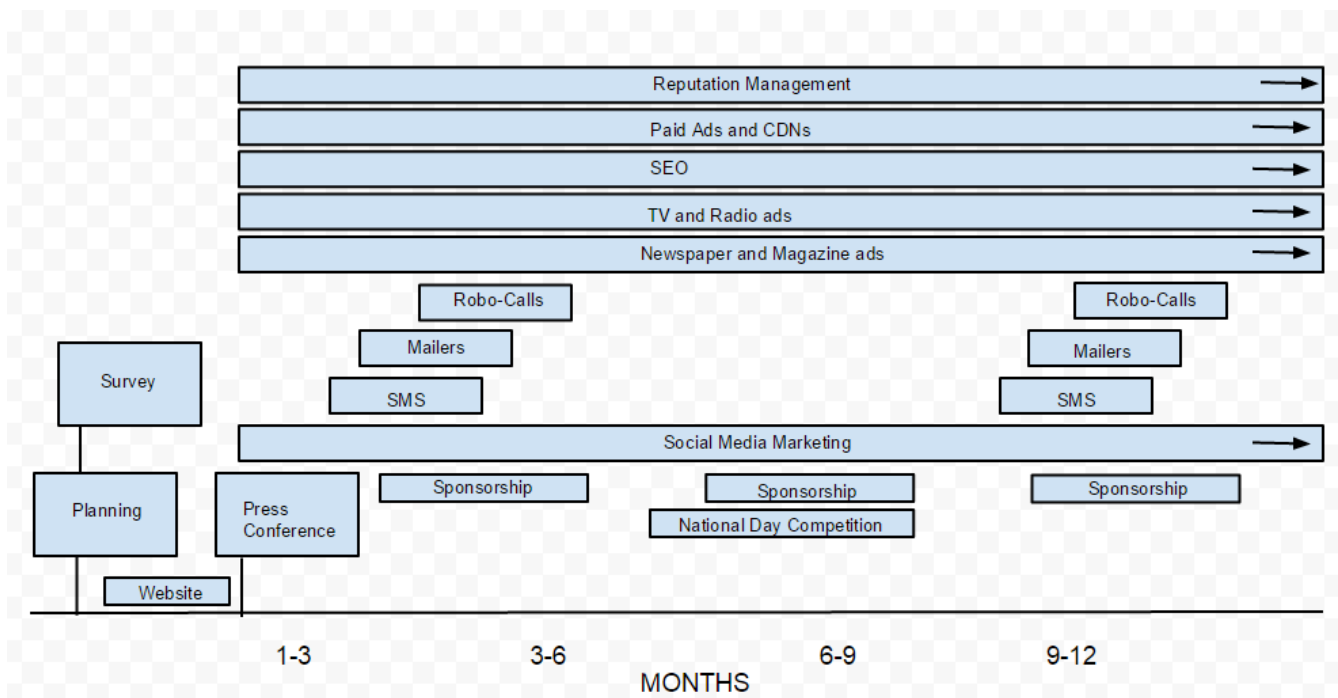 Reputation Management
Paid Ads and CDNs
SEO
TV and Radio ads
Newspaper and Magazine ads
Robo-Calls
Robo-Calls
Mailers
Mailers
Survey
SMS
SMS
Social Media Marketing
Planning
Press
Conference
Sponsorship
Sponsorship
Sponsorship
National Day Competition
Website
1-3
3-6
6-9
9-12
MONTHS